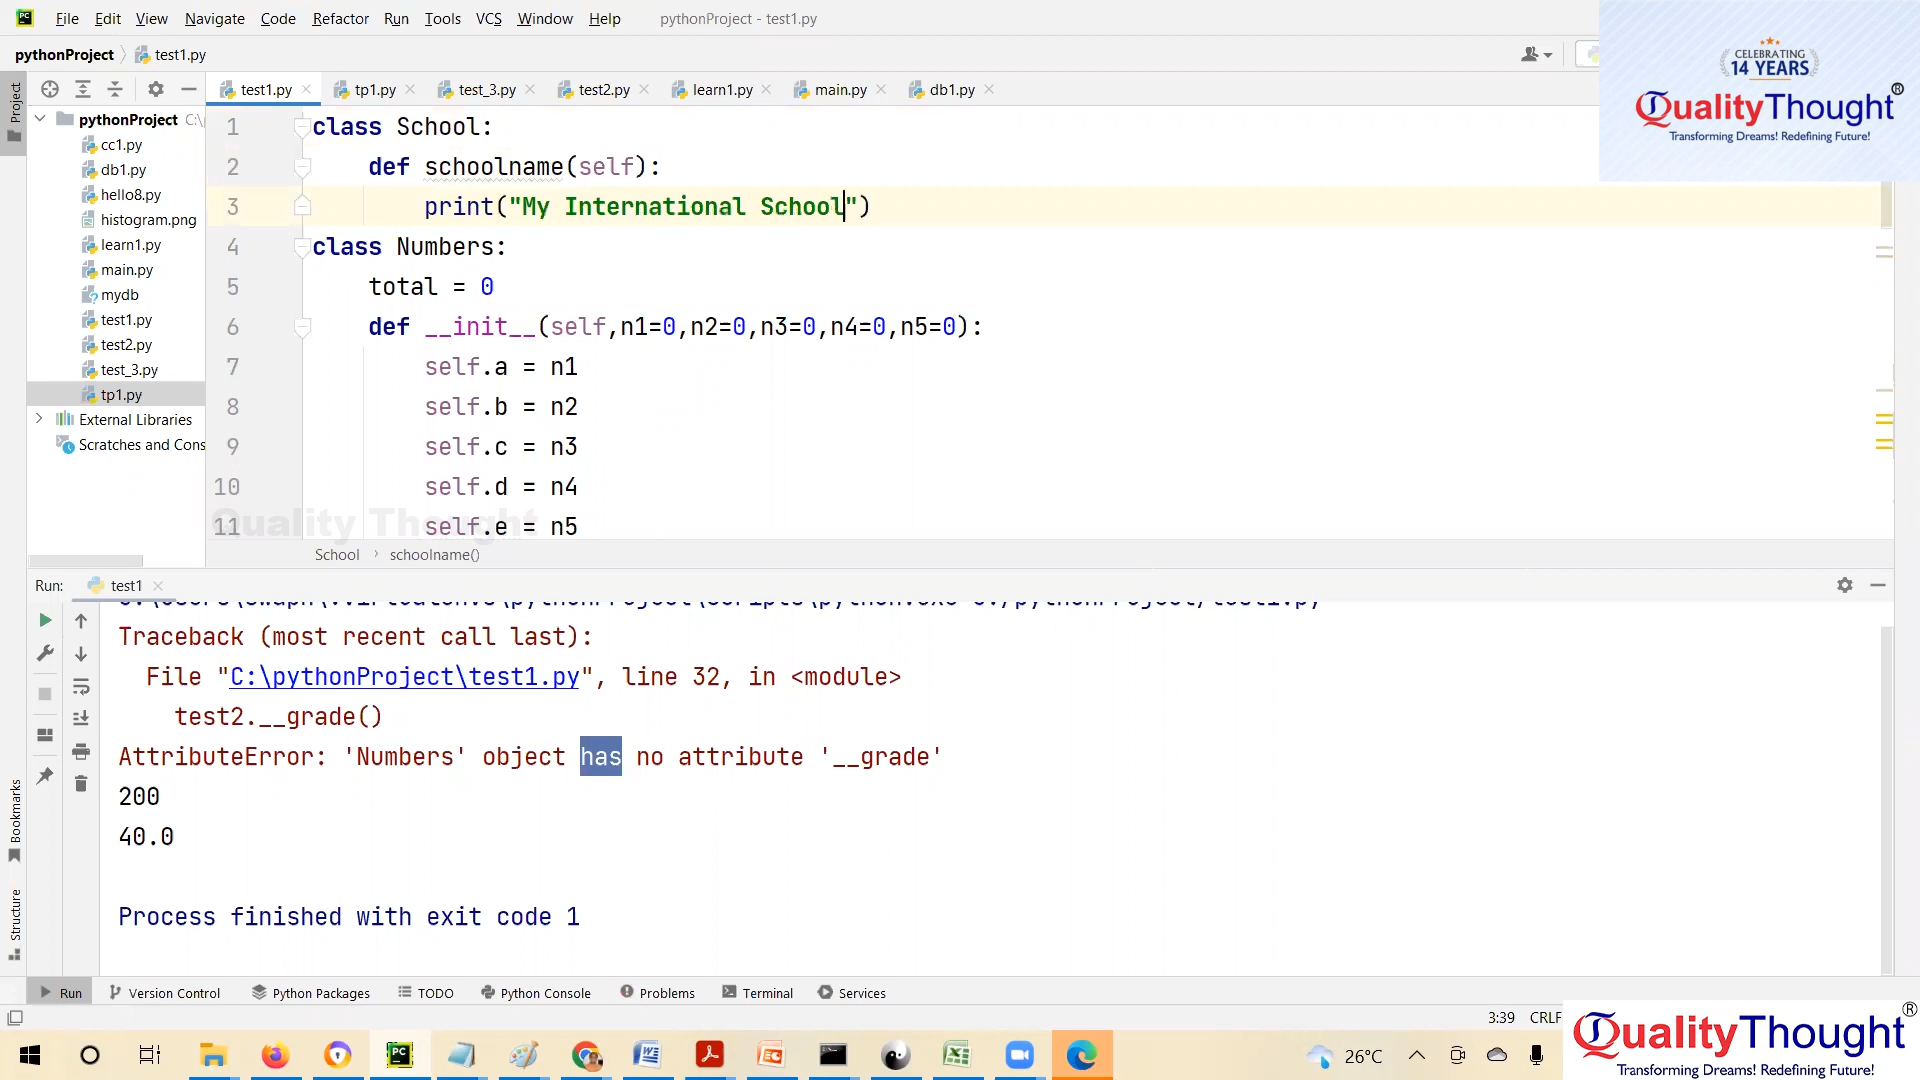 File Edit View Navigate Code Refactor Run Tools VCS Window Help pythonProject - test1.py
pythonProject test1.py
CELEBRATING
14 YEARS
QualityThought ®
Transforming Dreams! Redefining Future!
test1.py tp1.py test_3.py test2.py learn1.py main.py db1.py
Project
pythonProject C:\
cc1.py
db1.py
hello8.py
histogram.png
learn1.py
main.py
mydb
test1.py
test2.py
test_3.py
tp1.py
External Libraries
Scratches and Cons
1 class School:
2 def schoolname(self):
3 print("My International School")
4 class Numbers:
5 total = 0
6 def __init__(self,n1=0,n2=0,n3=0,n4=0,n5=0):
7 self.a = n1
8 self.b = n2
9 self.c = n3
10 self.d = n4
11 self.e = n5
Quality Thought
School schoolname()
Run: test1
Traceback (most recent call last):
File "C:\pythonProject\test1.py", line 32, in <module>
test2.__grade()
AttributeError: 'Numbers' object has no attribute '__grade'
200
40.0
Process finished with exit code 1
Bookmarks
Structure
Run Version Control Python Packages TODO Python Console Problems Terminal Services
3:39 CRLF
QualityThought ®
Transforming Dreams! Redefining Future!
26°C